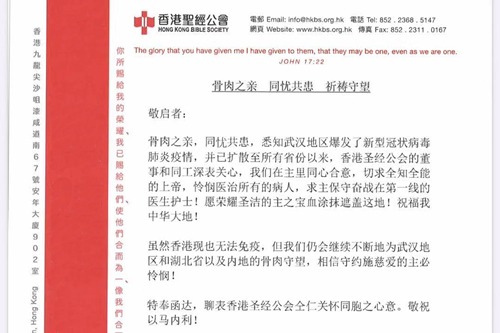 香港聖經公會
HONG KONG BIBLE SOCIETY
電郵 Email: info@hkbs.org.hk 電話 Tel: 852 . 2368 . 5147
網頁 Web: www.hkbs.org.hk 傳真 Fax: 852 . 2311 . 0167
The glory that you have given me I have given to them, that they may be one, even as we are one.
JOHN 17:22
骨肉之亲 同忧共患 祈祷守望
敬启者：
骨肉之亲，同忧共患，悉知武汉地区爆发了新型冠状病毒
肺炎疫情，并已扩散至所有省份以来，香港圣经公会的董
事和同工深表关心，我们在主里同心合意，切求全知全能
的上帝，怜悯医治所有的病人，求主保守奋战在第一线的
医生护士！愿荣耀圣洁的主之宝血涂抹遮盖这地！祝福我
中华大地！
虽然香港现也无法免疫，但我们仍会继续不断地为武汉地
区和湖北省以及内地的骨肉守望，相信守约施慈爱的主必
怜悯！
特奉函达，聊表香港圣经公会仝仁关怀同胞之心意。敬祝
以马内利！
香港九龍尖沙咀漆咸道南67號安年大廈902室
你所賜給我的榮耀，我已賜給他們，使他們合而為一，像我們合
Hong Kong